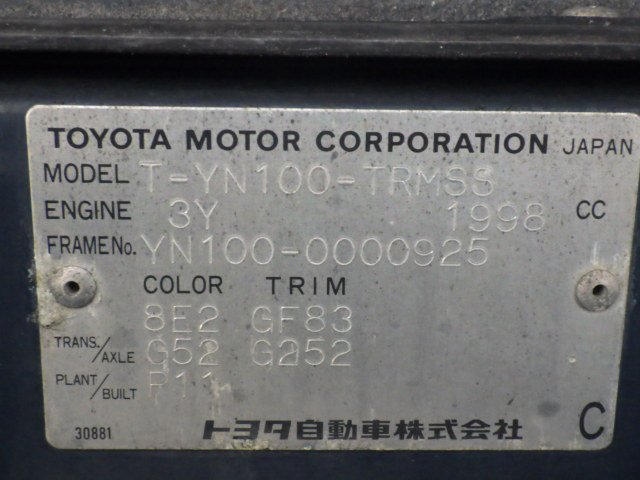 TOYOTA MOTOR CORPORATION JAPAN
MODEL T-YN100-TRMSS
ENGINE 3Y 1998 CC
FRAME No. YN100-0000925
COLOR TRIM
8E2 GF83
TRANS./AXLE G52 G252
PLANT/BUILT P11
30881 トヨタ自動車株式会社 C